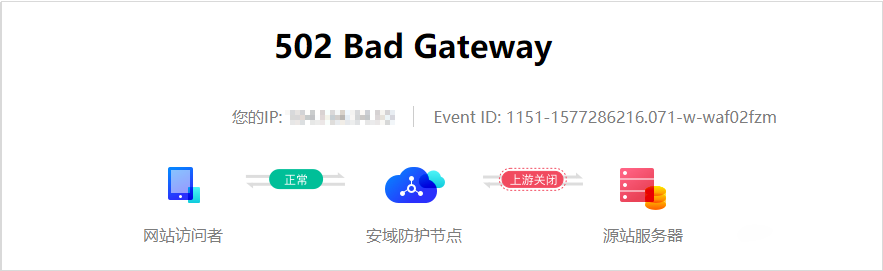 502 Bad Gateway
您的IP: Event ID: 1151-1577286216.071-w-waf02fzm
正常 上游关闭
网站访问者 安域防护节点 源站服务器